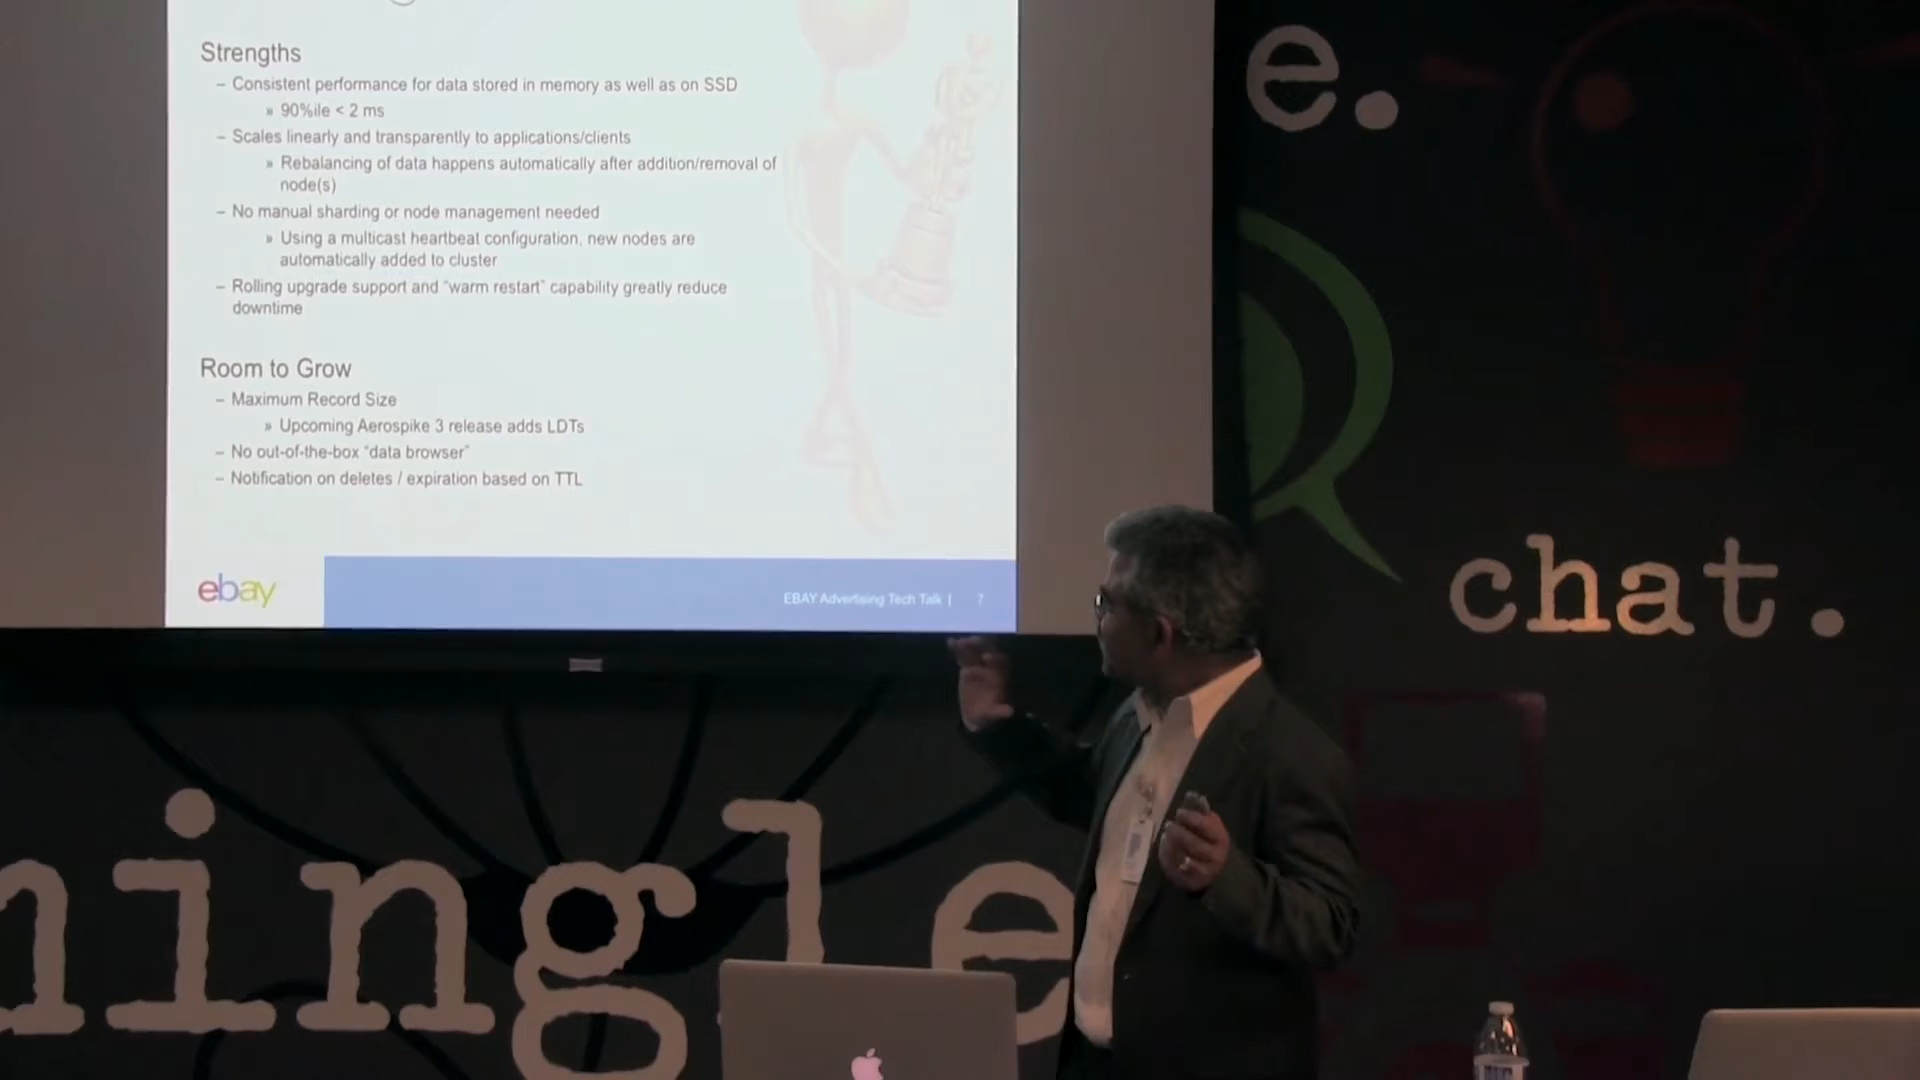 Strengths
– Consistent performance for data stored in memory as well as on SSD
» 90%ile < 2 ms
– Scales linearly and transparently to applications/clients
» Rebalancing of data happens automatically after addition/removal of
node(s)
– No manual sharding or node management needed
» Using a multicast heartbeat configuration, new nodes are
automatically added to cluster
– Rolling upgrade support and "warm restart" capability greatly reduce
downtime
Room to Grow
– Maximum Record Size
» Upcoming Aerospike 3 release adds LDTs
– No out-of-the-box "data browser"
– Notification on deletes / expiration based on TTL
ebay
EBAY Advertising Tech Talk | 7
e.
chat.
ingle